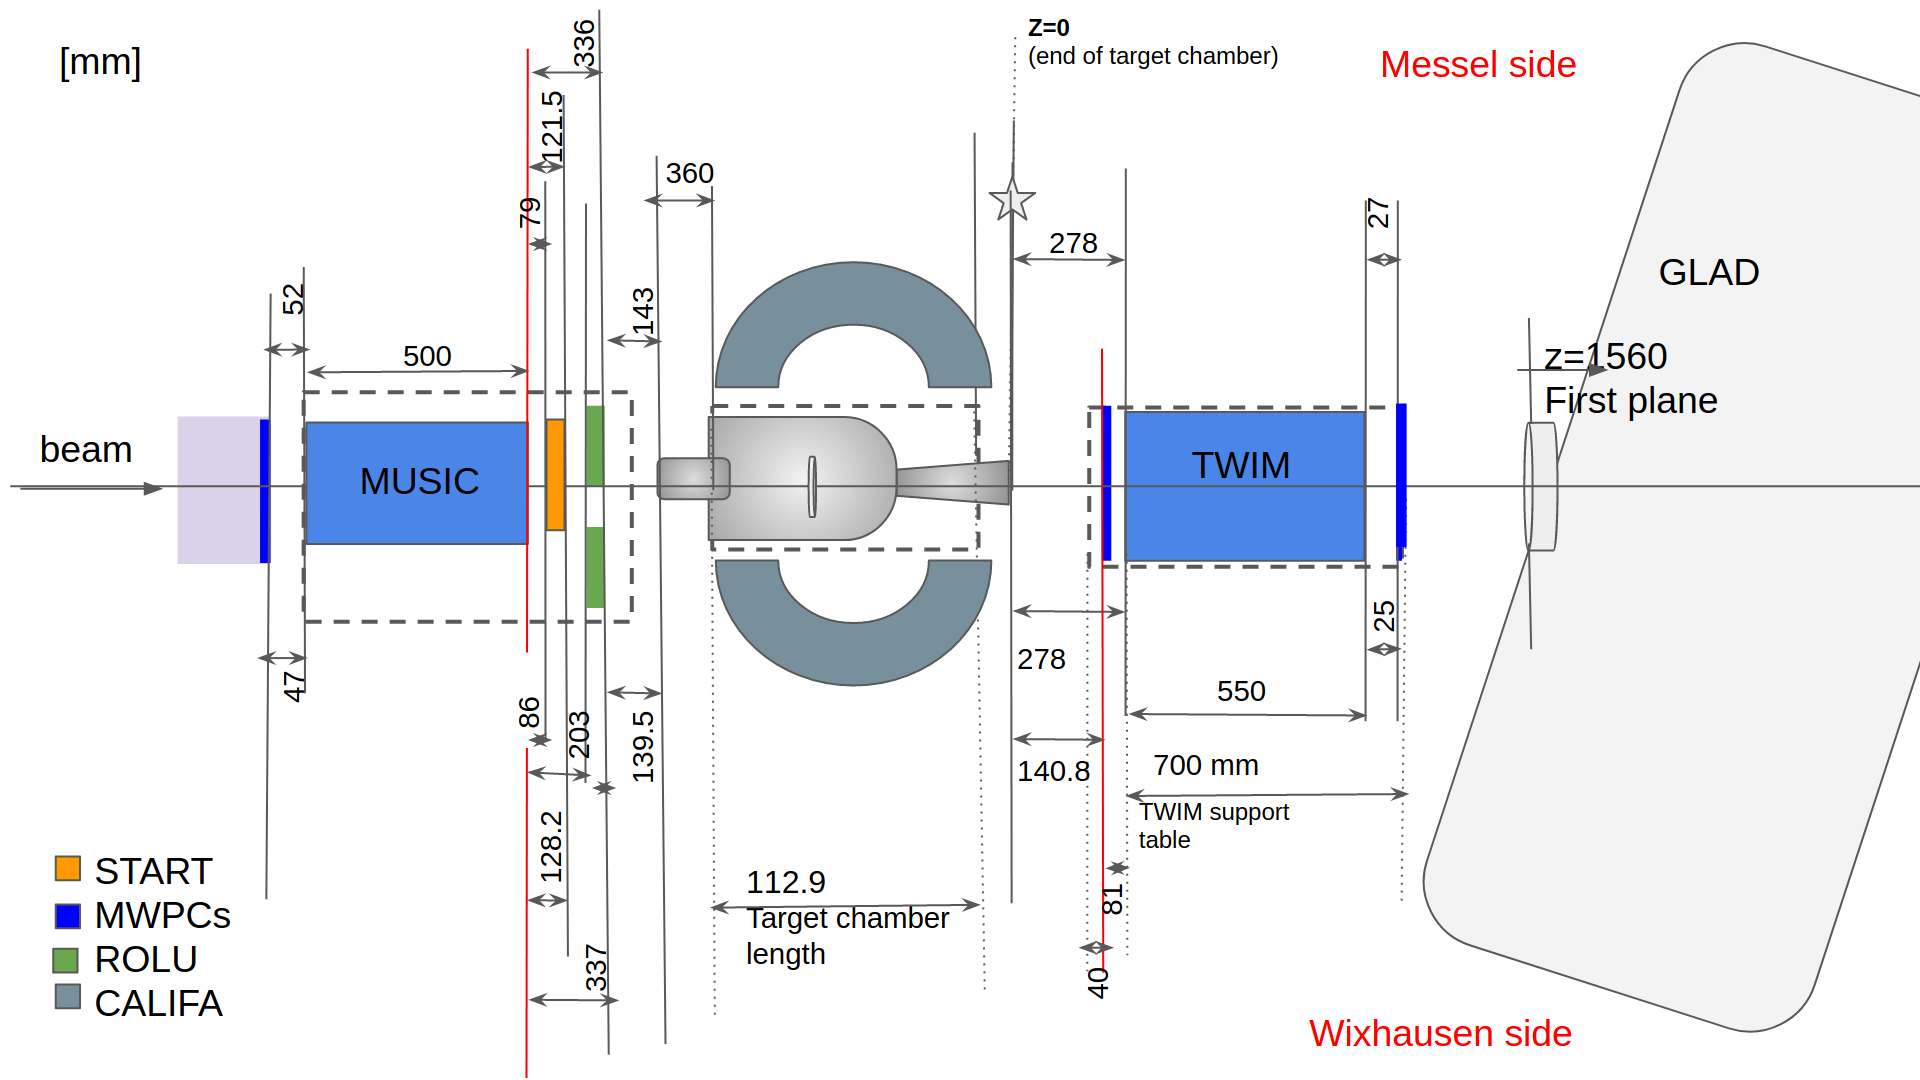 [mm]
336
Z=0
(end of target chamber)
Messel side
121.5
360
79
27
278
GLAD
52
143
500
z=1560
First plane
beam
MUSIC
TWIM
25
278
47
550
86
203
139.5
140.8
700 mm
TWIM support
table
128.2
START
MWPCs
ROLU
CALIFA
112.9
Target chamber
length
81
337
40
Wixhausen side